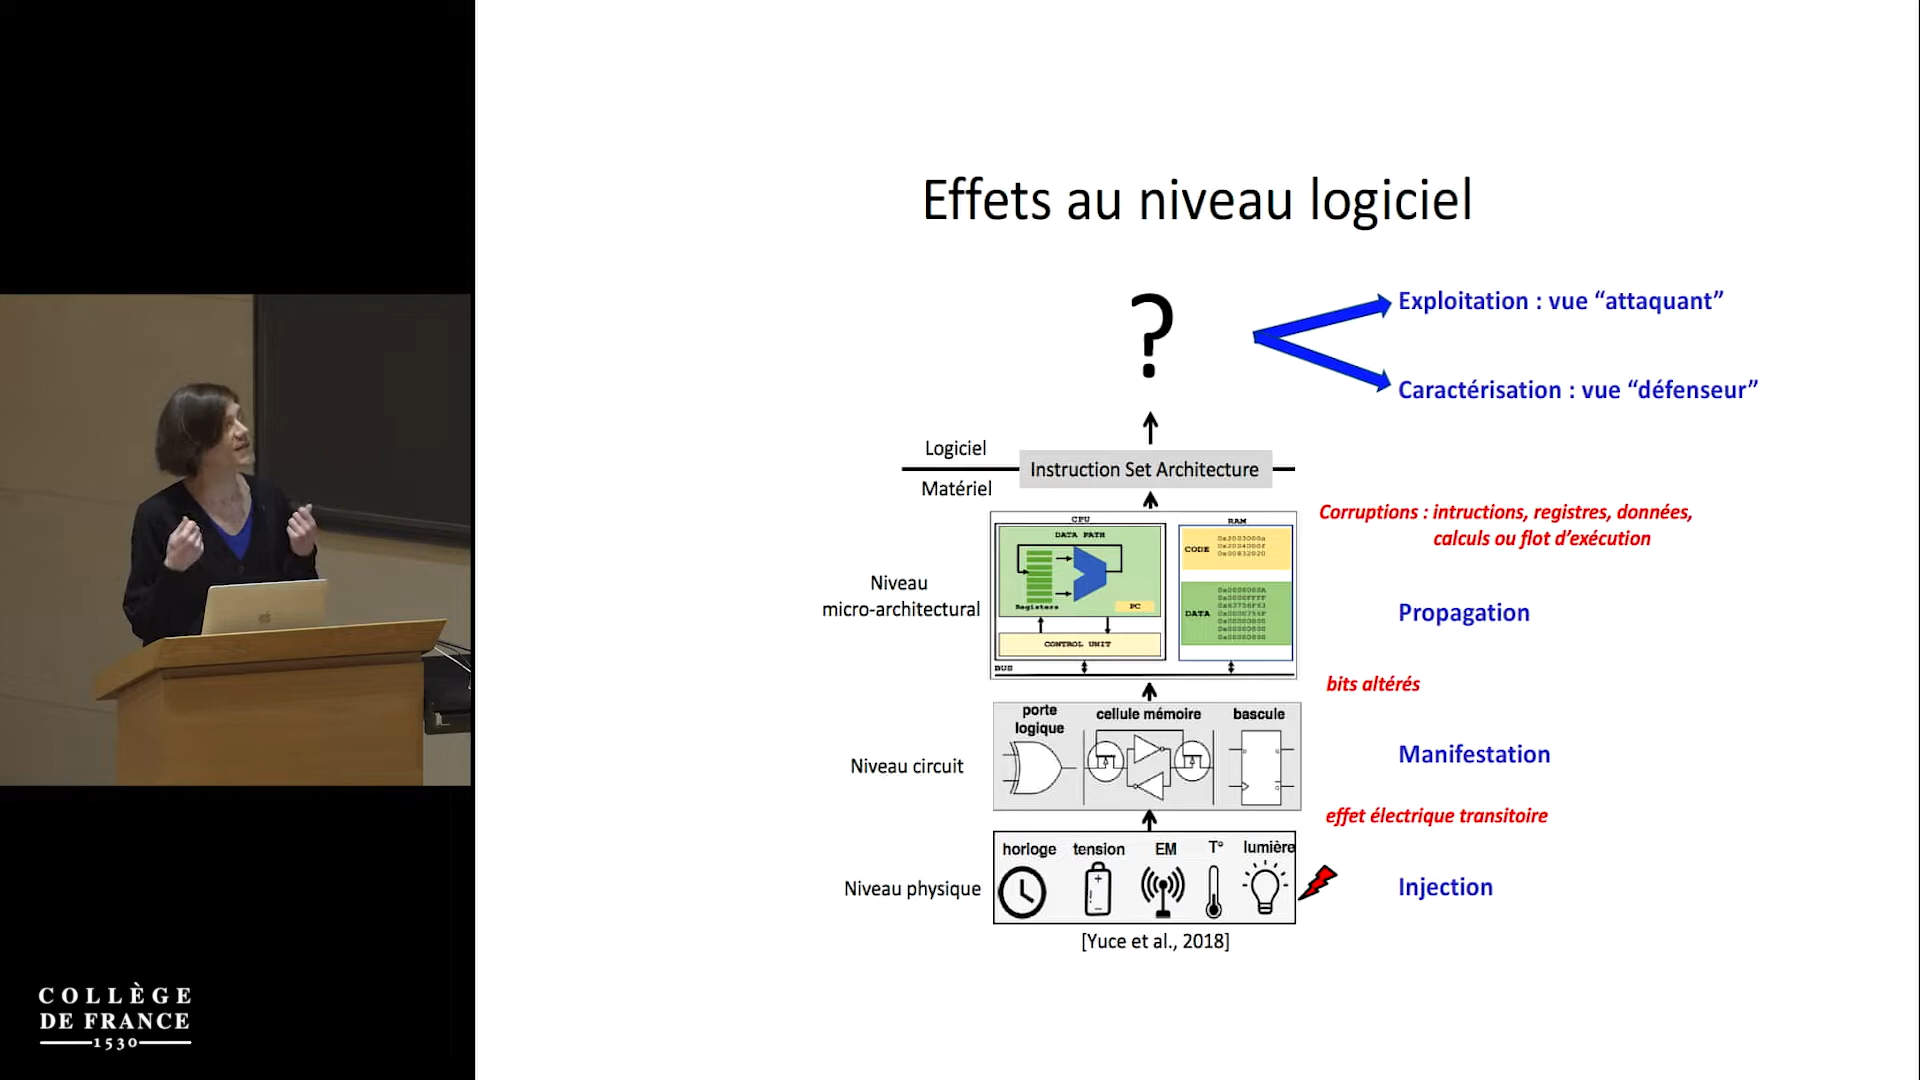 Effets au niveau logiciel
?
Exploitation : vue “attaquant”
Caractérisation : vue “défenseur”
Logiciel
Instruction Set Architecture
Matériel
Corruptions : intructions, registres, données,
calculs ou flot d’exécution
CPU
RAM
DATA PATH
CODE
Registers
PC
DATA
CONTROL UNIT
BUS
Niveau
micro-architectural
Propagation
bits altérés
porte
logique
cellule mémoire
bascule
Niveau circuit
Manifestation
effet électrique transitoire
horloge
tension
EM
T°
lumière
Niveau physique
Injection
[Yuce et al., 2018]
COLLÈGE
DE FRANCE
1530